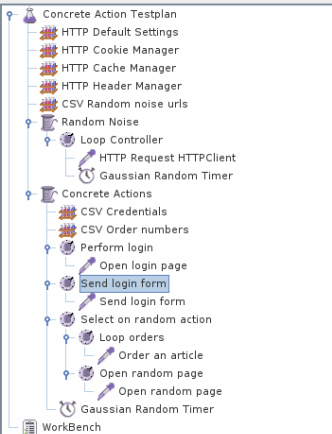 Concrete Action Testplan
HTTP Default Settings
HTTP Cookie Manager
HTTP Cache Manager
HTTP Header Manager
CSV Random noise urls
Random Noise
Loop Controller
HTTP Request HTTPClient
Gaussian Random Timer
Concrete Actions
CSV Credentials
CSV Order numbers
Perform login
Open login page
Send login form
Send login form
Select on random action
Loop orders
Order an article
Open random page
Open random page
Gaussian Random Timer
WorkBench